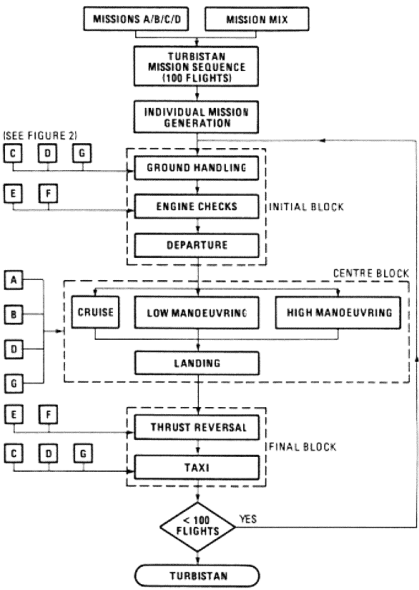 MISSIONS A/B/C/D
MISSION MIX
TURBISTAN
MISSION SEQUENCE
(100 FLIGHTS)
INDIVIDUAL MISSION
GENERATION
(SEE FIGURE 2)
C D G
GROUND HANDLING
E F
ENGINE CHECKS
INITIAL BLOCK
DEPARTURE
CENTRE BLOCK
A
B
D
G
CRUISE
LOW MANOEUVRING
HIGH MANOEUVRING
LANDING
E F
THRUST REVERSAL
FINAL BLOCK
C D G
TAXI
< 100
FLIGHTS
YES
TURBISTAN